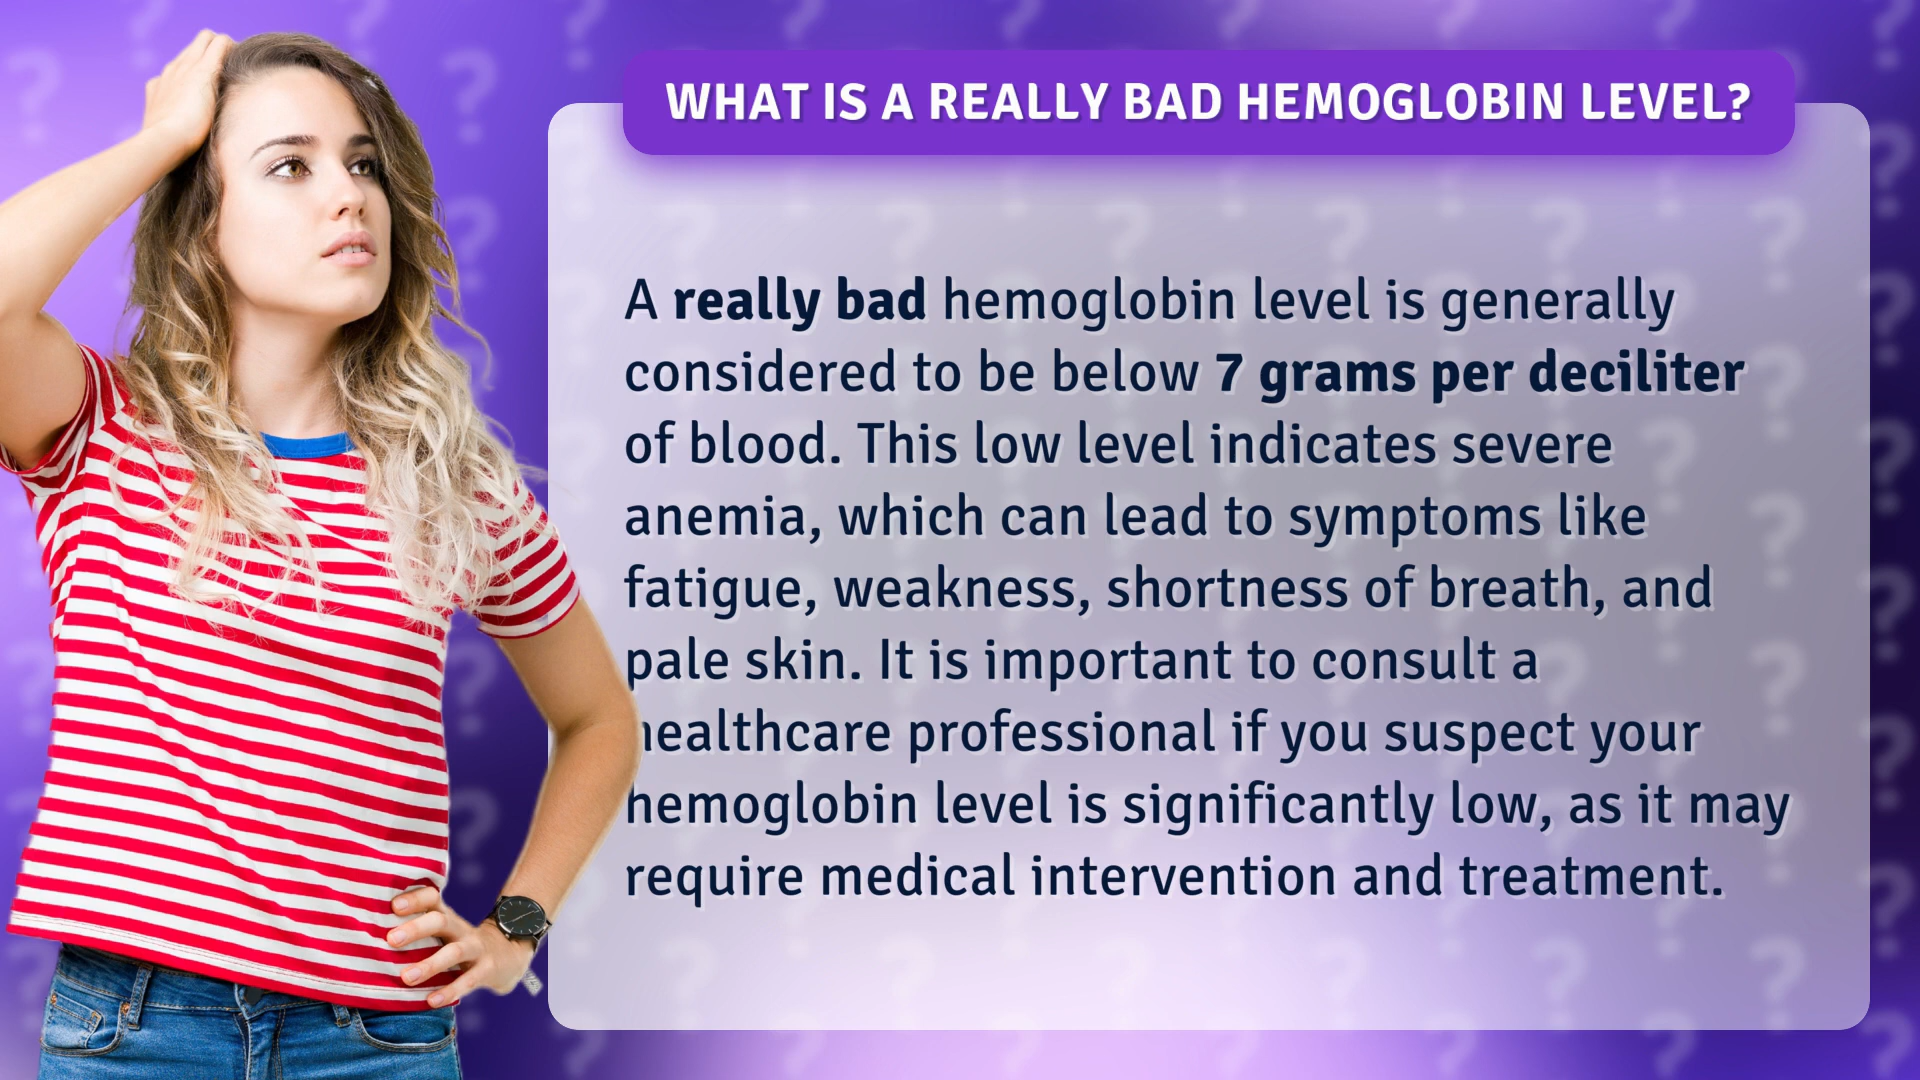 WHAT IS A REALLY BAD HEMOGLOBIN LEVEL?
A really bad hemoglobin level is generally
considered to be below 7 grams per deciliter
of blood. This low level indicates severe
anemia, which can lead to symptoms like
fatigue, weakness, shortness of breath, and
pale skin. It is important to consult a
healthcare professional if you suspect your
hemoglobin level is significantly low, as it may
require medical intervention and treatment.